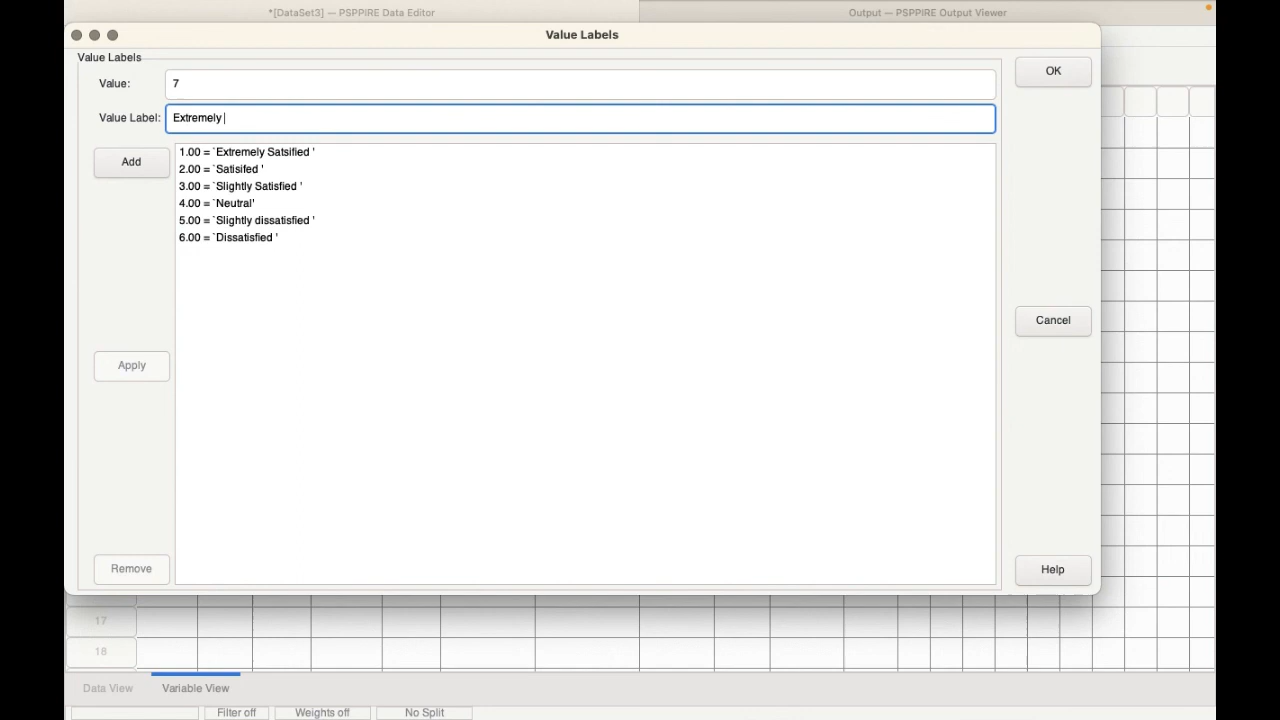 *[DataSet3] — PSPPIRE Data Editor
Output — PSPPIRE Output Viewer
Value Labels
Value Labels
Value:
7
OK
Value Label:
Extremely
Add
1.00 = `Extremely Satsified '
2.00 = `Satisifed '
3.00 = `Slightly Satisfied '
4.00 = `Neutral'
5.00 = `Slightly dissatisfied '
6.00 = `Dissatisfied '
Cancel
Apply
Remove
Help
17
18
Data View
Variable View
Filter off
Weights off
No Split